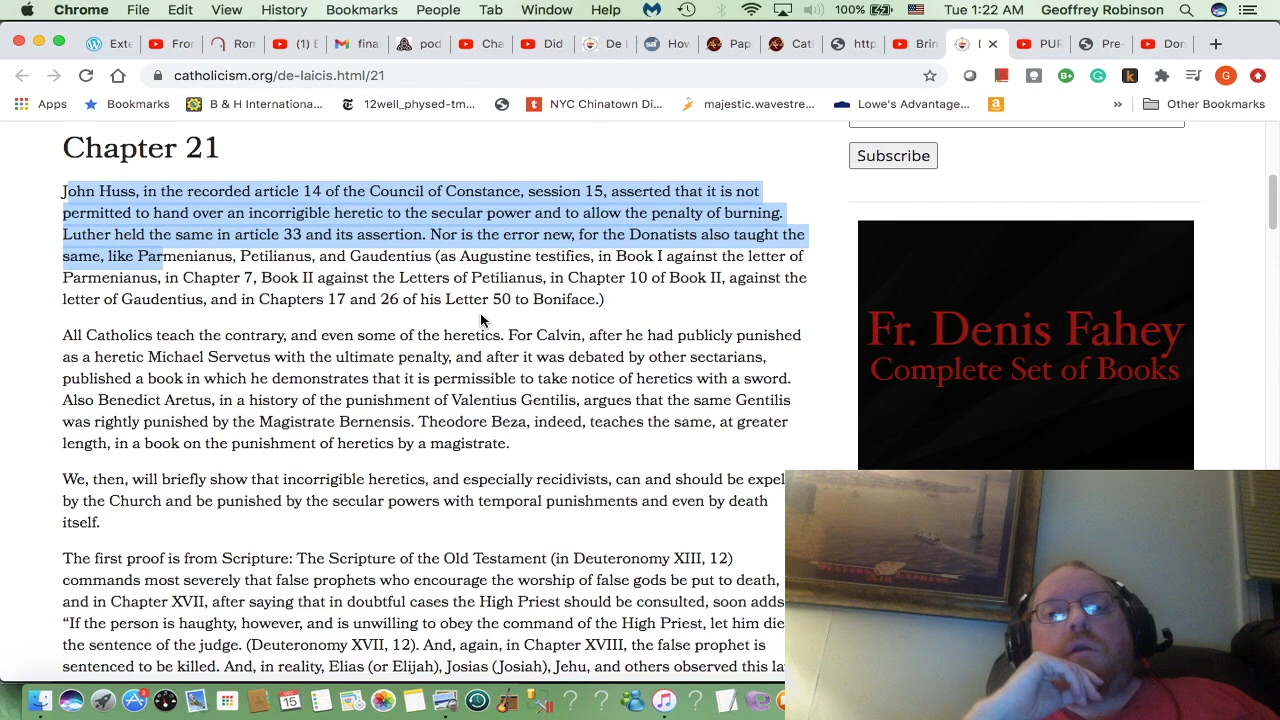 Chrome File Edit View History Bookmarks People Tab Window Help 100% Tue 1:22 AM Geoffrey Robinson
Exte Fror Ror (1) E fina pod Cha Did De l Hov Pap Catl http Brin PUF Pre- Don
catholicism.org/de-laicis.html/21
Apps Bookmarks B & H Internationa... 12well_physed-tm... NYC Chinatown Di... majestic.wavestre... Lowe's Advantage... » Other Bookmarks
Chapter 21
Subscribe
John Huss, in the recorded article 14 of the Council of Constance, session 15, asserted that it is not
permitted to hand over an incorrigible heretic to the secular power and to allow the penalty of burning.
Luther held the same in article 33 and its assertion. Nor is the error new, for the Donatists also taught the
same, like Parmenianus, Petilianus, and Gaudentius (as Augustine testifies, in Book I against the letter of
Parmenianus, in Chapter 7, Book II against the Letters of Petilianus, in Chapter 10 of Book II, against the
letter of Gaudentius, and in Chapters 17 and 26 of his Letter 50 to Boniface.)
All Catholics teach the contrary, and even some of the heretics. For Calvin, after he had publicly punished
as a heretic Michael Servetus with the ultimate penalty, and after it was debated by other sectarians,
published a book in which he demonstrates that it is permissible to take notice of heretics with a sword.
Also Benedict Aretus, in a history of the punishment of Valentius Gentilis, argues that the same Gentilis
was rightly punished by the Magistrate Bernensis. Theodore Beza, indeed, teaches the same, at greater
length, in a book on the punishment of heretics by a magistrate.
We, then, will briefly show that incorrigible heretics, and especially recidivists, can and should be expel
by the Church and be punished by the secular powers with temporal punishments and even by death
itself.
The first proof is from Scripture: The Scripture of the Old Testament (in Deuteronomy XIII, 12)
commands most severely that false prophets who encourage the worship of false gods be put to death,
and in Chapter XVII, after saying that in doubtful cases the High Priest should be consulted, soon adds
“If the person is haughty, however, and is unwilling to obey the command of the High Priest, let him die
the sentence of the judge. (Deuteronomy XVII, 12). And, again, in Chapter XVIII, the false prophet is
sentenced to be killed. And, in reality, Elias (or Elijah), Josias (Josiah), Jehu, and others observed this la
Fr. Denis Fahey
Complete Set of Books